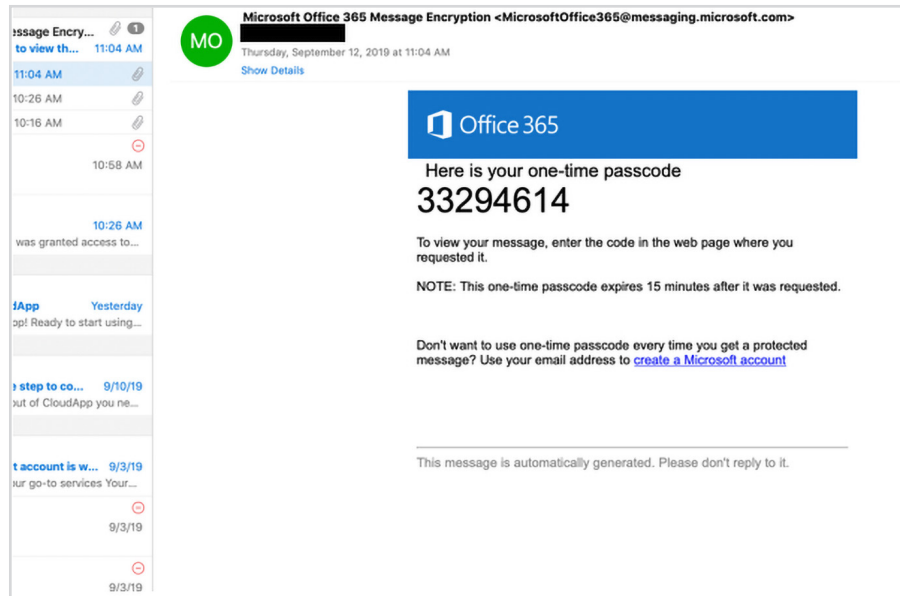 essage Encry... 1
to view th... 11:04 AM
11:04 AM
10:26 AM
10:16 AM
10:58 AM
10:26 AM
was granted access to...
dApp Yesterday
pp! Ready to start using...
e step to co... 9/10/19
out of CloudApp you ne...
t account is w... 9/3/19
ur go-to services Your...
9/3/19
9/3/19
MO
Microsoft Office 365 Message Encryption <MicrosoftOffice365@messaging.microsoft.com>
Thursday, September 12, 2019 at 11:04 AM
Show Details
Office 365
Here is your one-time passcode
33294614
To view your message, enter the code in the web page where you
requested it.
NOTE: This one-time passcode expires 15 minutes after it was requested.
Don't want to use one-time passcode every time you get a protected
message? Use your email address to create a Microsoft account
This message is automatically generated. Please don't reply to it.